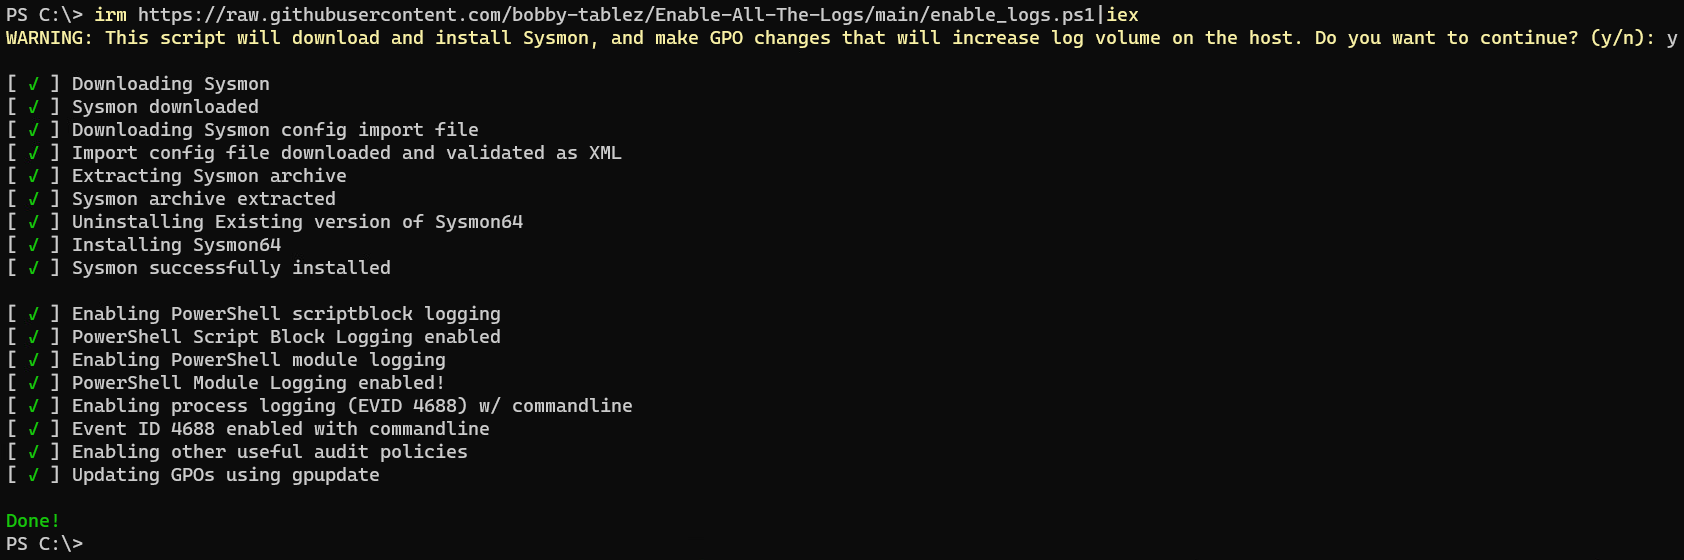 PS C:\> irm https://raw.githubusercontent.com/bobby-tablez/Enable-All-The-Logs/main/enable_logs.ps1|iex
WARNING: This script will download and install Sysmon, and make GPO changes that will increase log volume on the host. Do you want to continue? (y/n): y
[ √ ] Downloading Sysmon
[ √ ] Sysmon downloaded
[ √ ] Downloading Sysmon config import file
[ √ ] Import config file downloaded and validated as XML
[ √ ] Extracting Sysmon archive
[ √ ] Sysmon archive extracted
[ √ ] Uninstalling Existing version of Sysmon64
[ √ ] Installing Sysmon64
[ √ ] Sysmon successfully installed
[ √ ] Enabling PowerShell scriptblock logging
[ √ ] PowerShell Script Block Logging enabled
[ √ ] Enabling PowerShell module logging
[ √ ] PowerShell Module Logging enabled!
[ √ ] Enabling process logging (EVID 4688) w/ commandline
[ √ ] Event ID 4688 enabled with commandline
[ √ ] Enabling other useful audit policies
[ √ ] Updating GPOs using gpupdate
Done!
PS C:\>